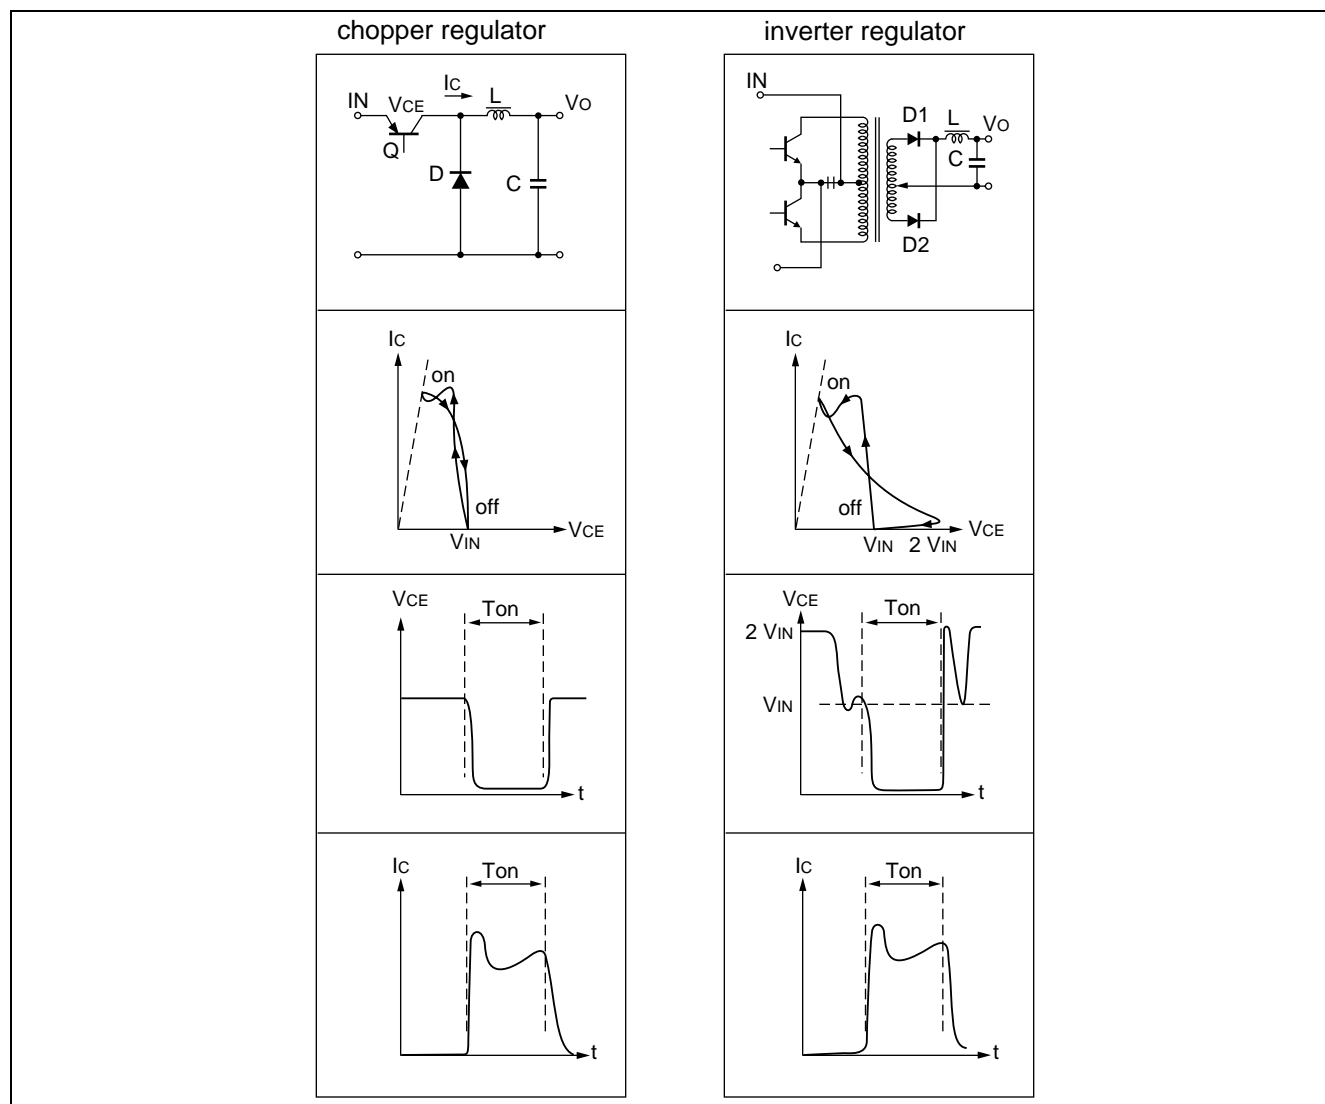 chopper regulator
IN
VCE
IC
L
VO
Q
D
C
IC
on
off
VIN
VCE
VCE
Ton
t
IC
Ton
t
inverter regulator
IN
D1
L
VO
C
D2
IC
on
off
VIN
2 VIN
VCE
VCE
Ton
2 VIN
VIN
t
IC
Ton
t